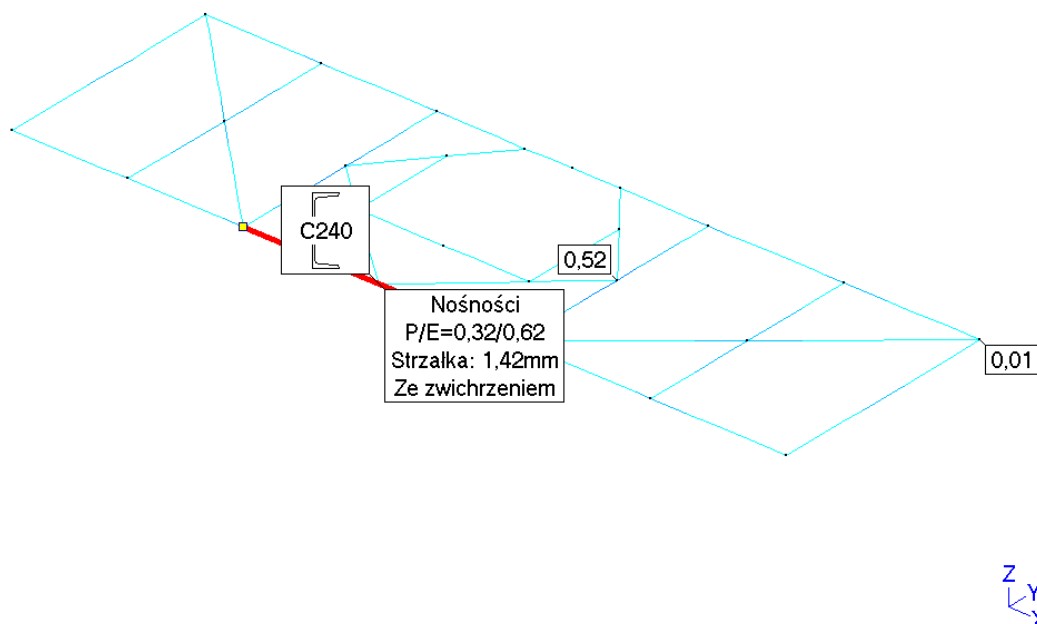 C240
0,52
Nośności
P/E=0,32/0,62
Strzałka: 1,42mm
Ze zwichrzeniem
0,01
Z
Y